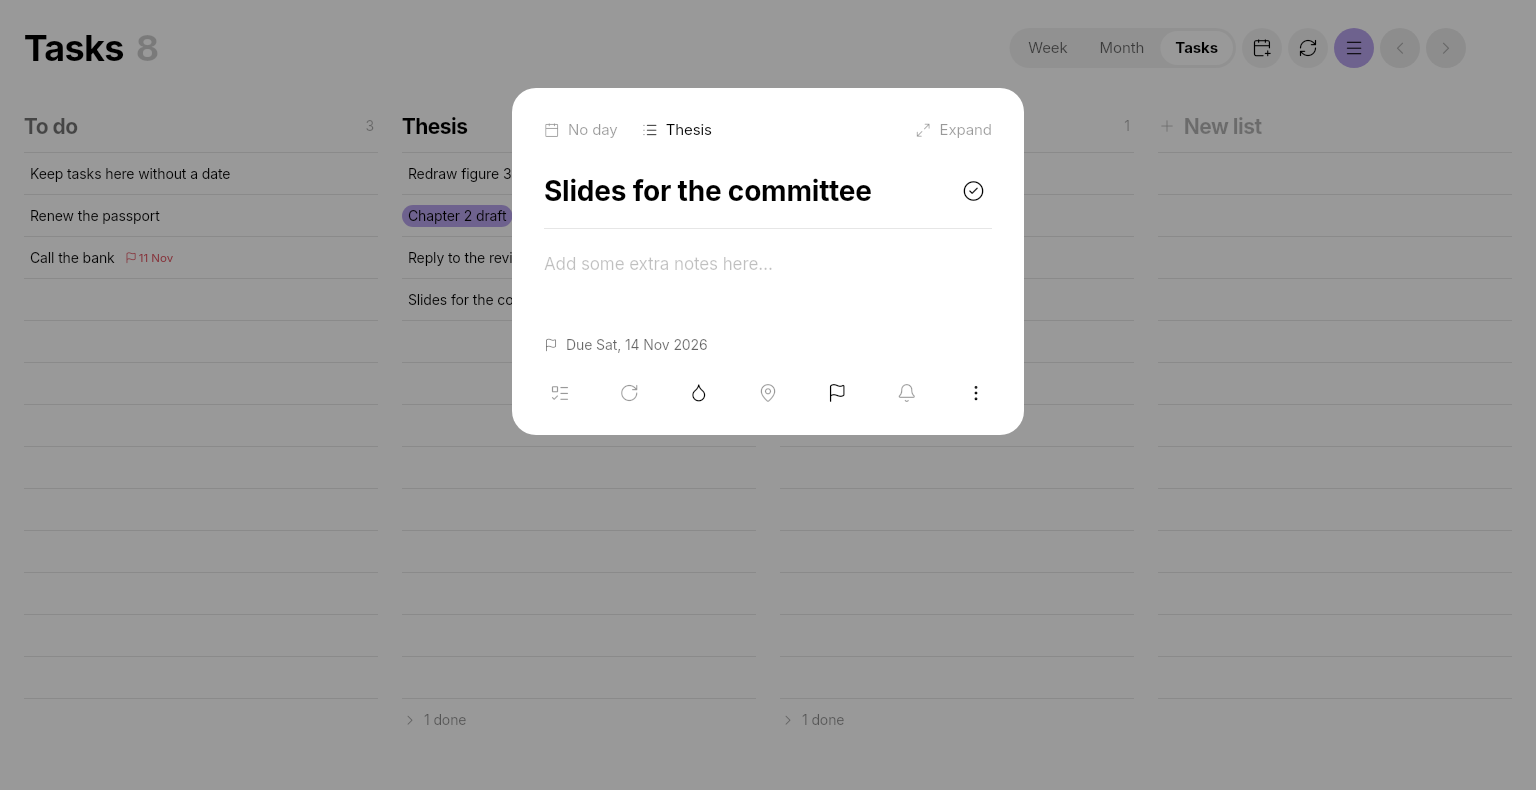 Tasks 8
Week Month Tasks
To do 3
Thesis
1
New list
Keep tasks here without a date
Renew the passport
Call the bank 11 Nov
Redraw figure 3
Chapter 2 draft
Reply to the revi
Slides for the co
No day Thesis Expand
Slides for the committee
Add some extra notes here...
Due Sat, 14 Nov 2026
1 done
1 done